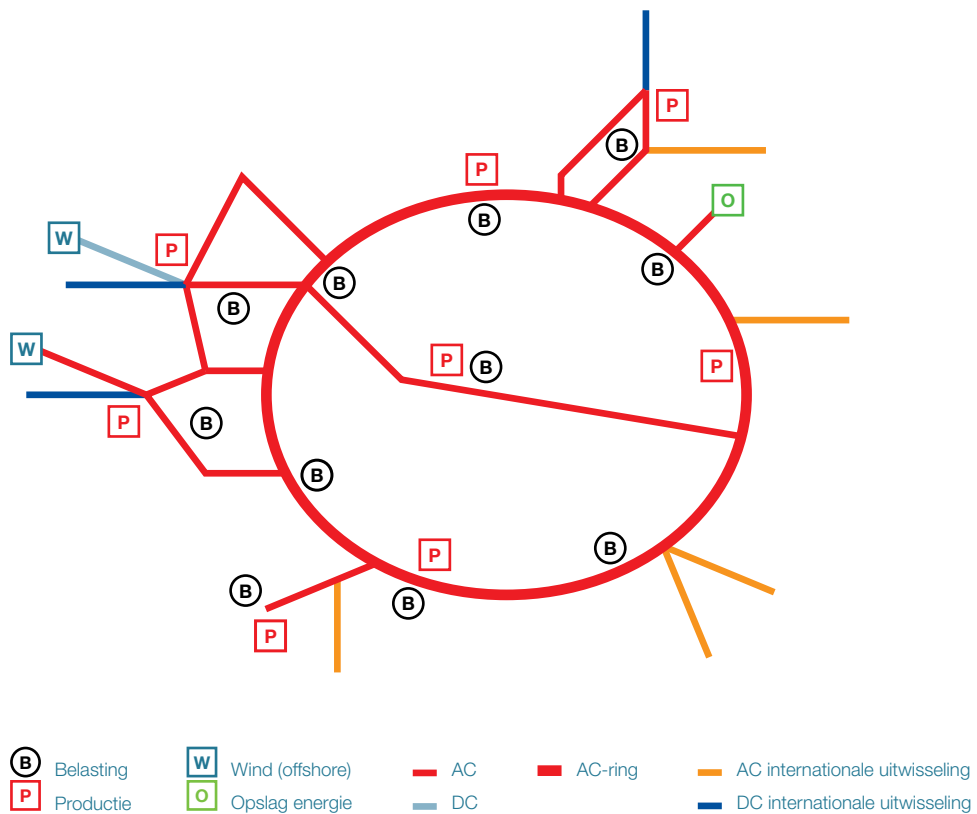 P
B
P
B
O
W
P
B
B
B
W
P
B
P
P
B
B
B
P
B
B
P
B
B Belasting
W Wind (offshore)
AC
AC-ring
AC internationale uitwisseling
P Productie
O Opslag energie
DC
DC internationale uitwisseling